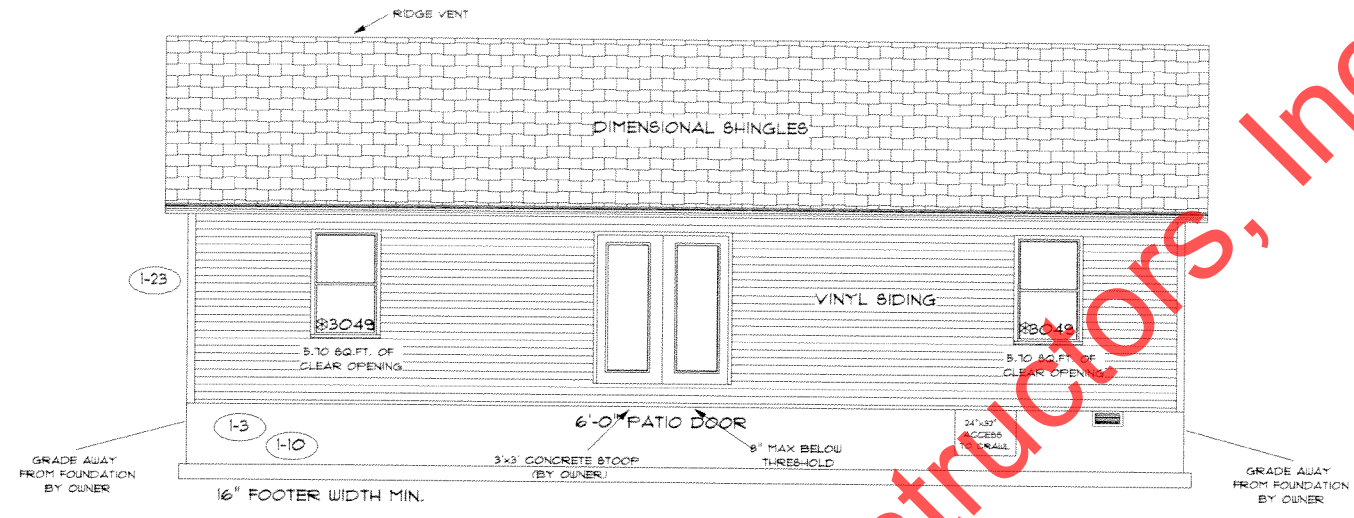 RIDGE VENT
DIMENSIONAL SHINGLES
1-23
VINYL SIDING
3049
3049
5.70 SQ.FT. OF
CLEAR OPENING
5.70 SQ.FT. OF
CLEAR OPENING
6'-0" PATIO DOOR
1-3
1-10
24"x32"
ACCESS
TO CRAWL
3'x3' CONCRETE STOOP
(BY OWNER)
8" MAX BELOW
THRESHOLD
GRADE AWAY
FROM FOUNDATION
BY OWNER
GRADE AWAY
FROM FOUNDATION
BY OWNER
16" FOOTER WIDTH MIN.
structors, Inc